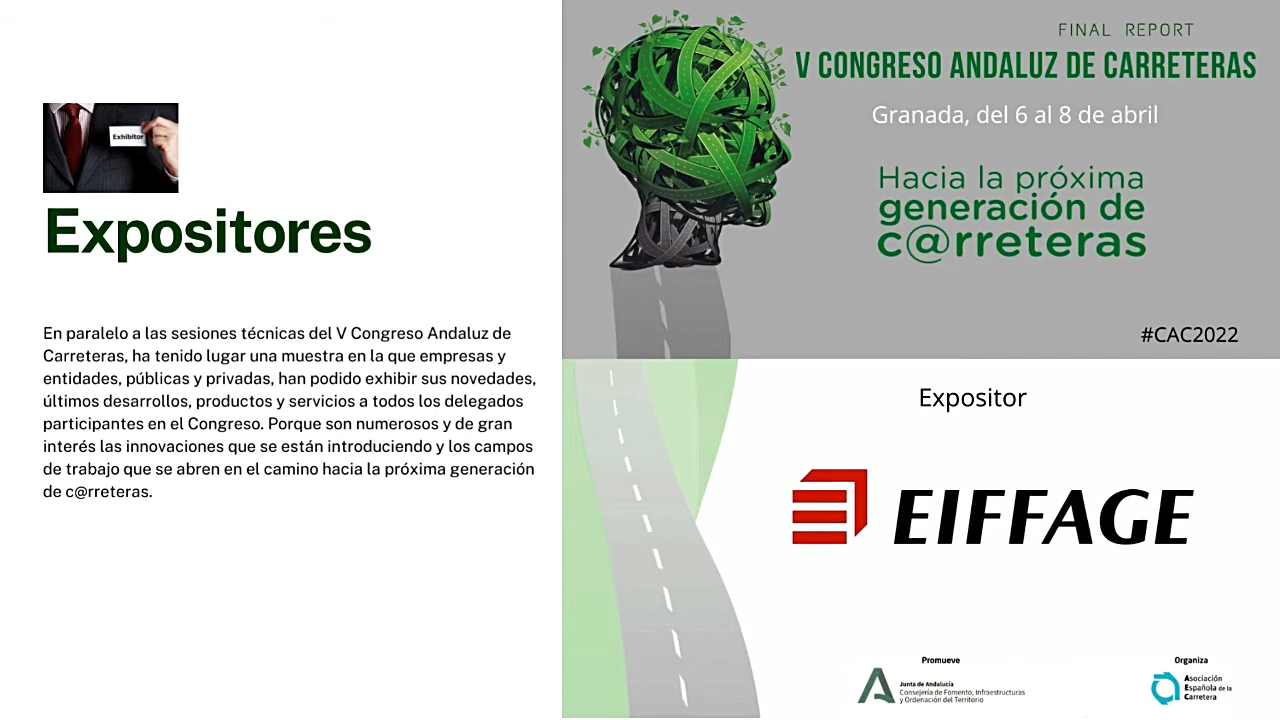 Exhibitor
Expositores
En paralelo a las sesiones técnicas del V Congreso Andaluz de
Carreteras, ha tenido lugar una muestra en la que empresas y
entidades, públicas y privadas, han podido exhibir sus novedades,
últimos desarrollos, productos y servicios a todos los delegados
participantes en el Congreso. Porque son numerosos y de gran
interés las innovaciones que se están introduciendo y los campos
de trabajo que se abren en el camino hacia la próxima generación
de c@rreteras.
FINAL REPORT
V CONGRESO ANDALUZ DE CARRETERAS
Granada, del 6 al 8 de abril
Hacia la próxima
generación de
c@rreteras
#CAC2022
Expositor
EIFFAGE
Promueve
Junta de Andalucía
Consejería de Fomento, Infraestructuras
y Ordenación del Territorio
Organiza
Asociación
Española de la
Carretera